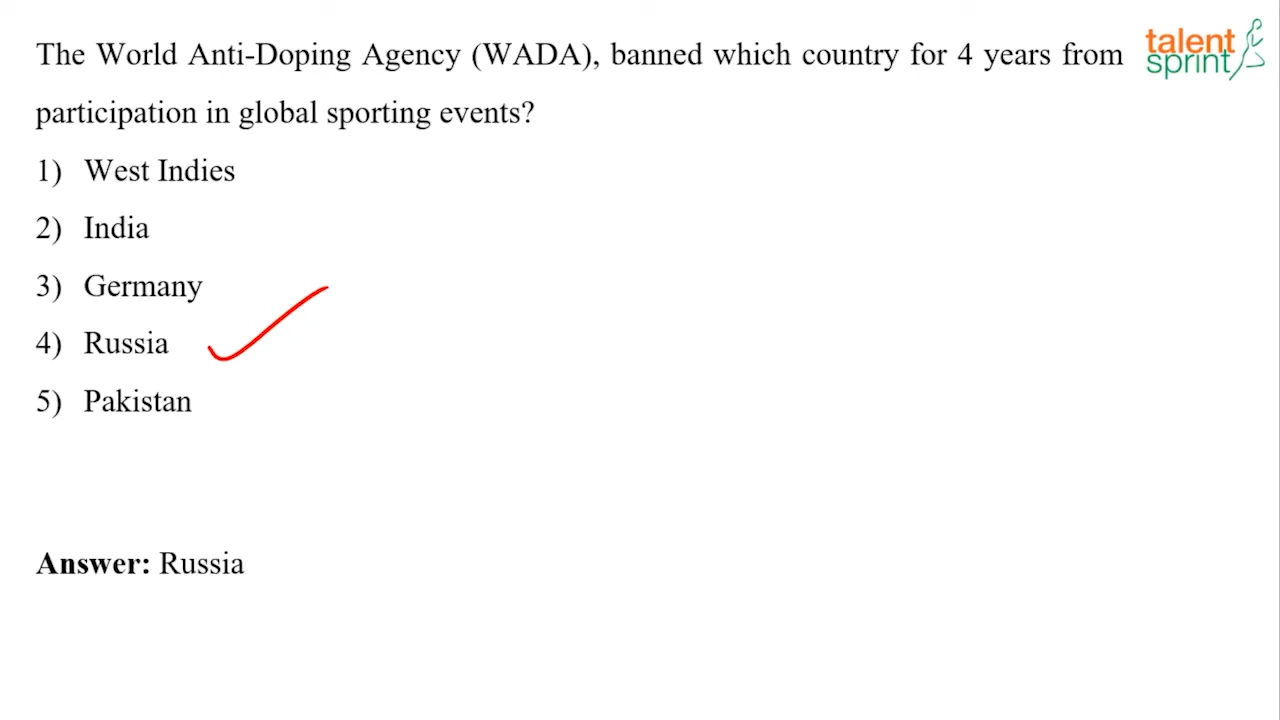 The World Anti-Doping Agency (WADA), banned which country for 4 years from
participation in global sporting events?
talent
sprint
1) West Indies
2) India
3) Germany
4) Russia
5) Pakistan
Answer: Russia